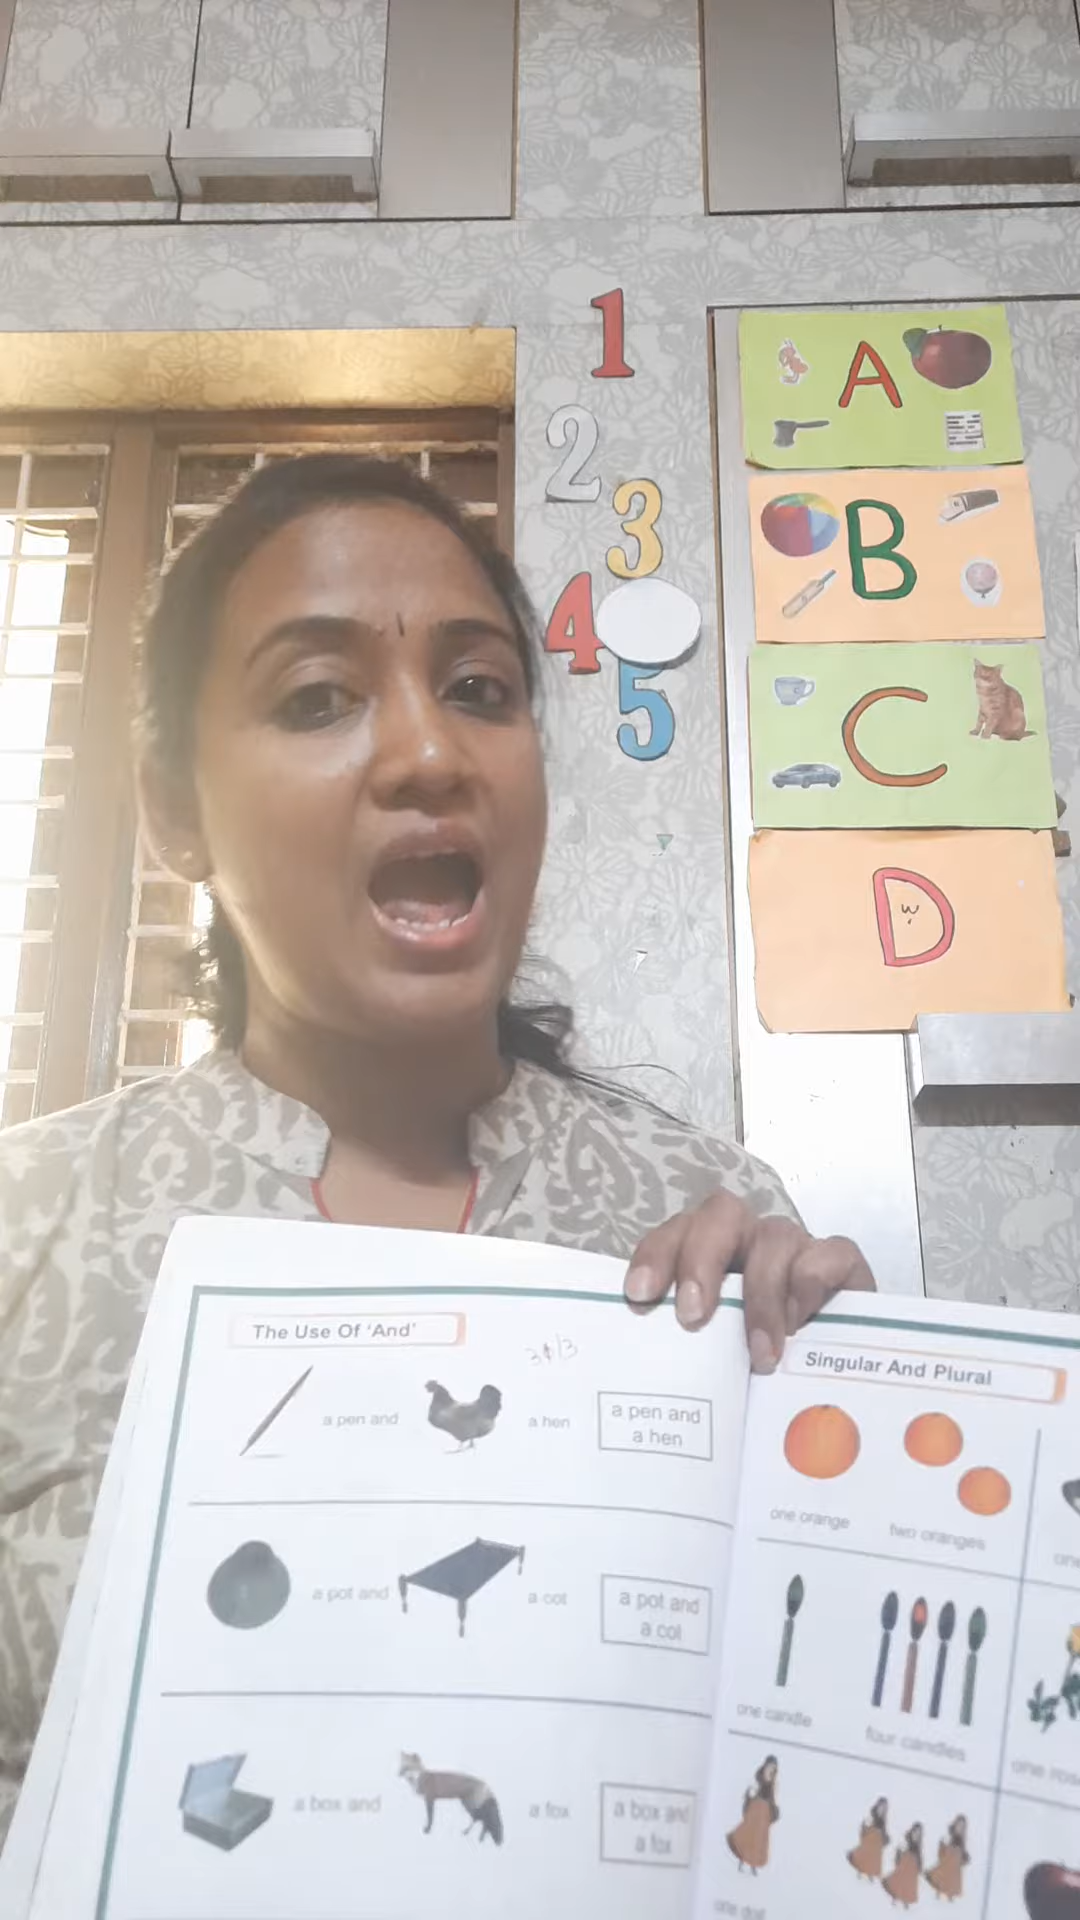 1
2
3
4
5
A
B
C
D
The Use Of 'And'
a pen and
a hen
a pen and
a hen
a pot and
a cot
a pot and
a cot
a box and
a fox
a box and
a fox
Singular And Plural
one orange
two oranges
one candle
four candles
one doll